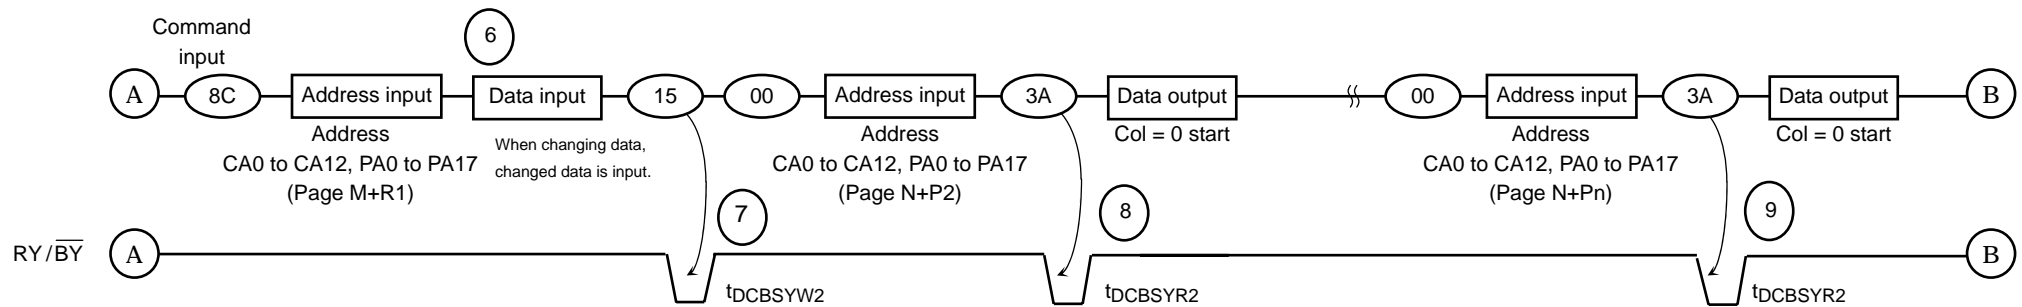 Command
input
6
A
8C
Address input
Data input
15
00
Address input
3A
Data output
00
Address input
3A
Data output
B
Address
CA0 to CA12, PA0 to PA17
(Page M+R1)
When changing data,
changed data is input.
Address
CA0 to CA12, PA0 to PA17
(Page N+P2)
Col = 0 start
Address
CA0 to CA12, PA0 to PA17
(Page N+Pn)
Col = 0 start
7
8
9
RY/BY
A
B
tDCBSYW2
tDCBSYR2
tDCBSYR2